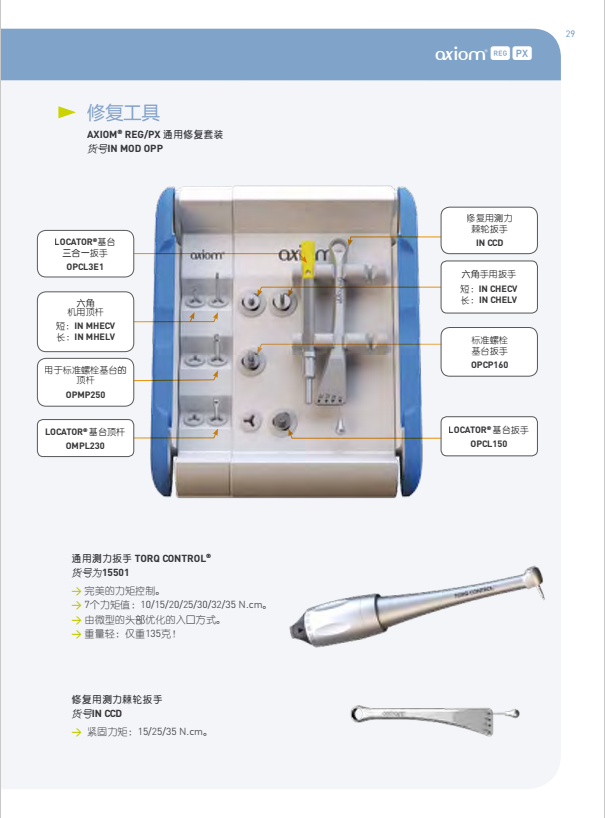 29
axiom® REG PX
修复工具
AXIOM® REG/PX 通用修复套装
货号IN MOD OPP
LOCATOR®基台
三合一扳手
OPCL3E1
六角
机用顶杆
短：IN MHECV
长：IN MHELV
用于标准螺栓基台的
顶杆
OPMP250
LOCATOR®基台顶杆
OMPL230
axiom
axiom
修复用测力
棘轮扳手
IN CCD
六角手用扳手
短：IN CHECV
长：IN CHELV
标准螺栓
基台扳手
OPCP160
LOCATOR®基台扳手
OPCL150
通用测力扳手 TORQ CONTROL®
货号为15501
→ 完美的力矩控制。
→ 7个力矩值：10/15/20/25/30/32/35 N.cm。
→ 由微型的头部优化的入口方式。
→ 重量轻：仅重135克！
TORQ CONTROL
修复用测力棘轮扳手
货号IN CCD
→ 紧固力矩：15/25/35 N.cm。
axiom